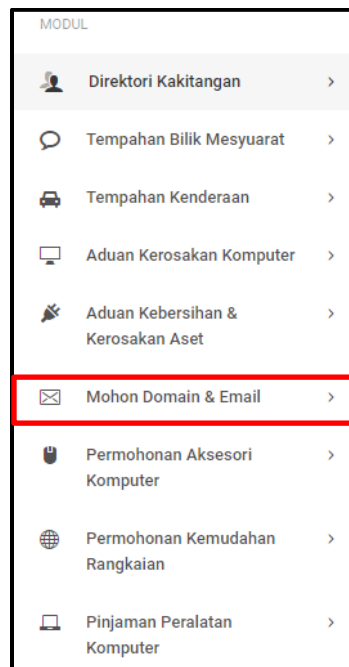 MODUL
Direktori Kakitangan
Tempahan Bilik Mesyuarat
Tempahan Kenderaan
Aduan Kerosakan Komputer
Aduan Kebersihan &
Kerosakan Aset
Mohon Domain & Email
Permohonan Aksesori
Komputer
Permohonan Kemudahan
Rangkaian
Pinjaman Peralatan
Komputer